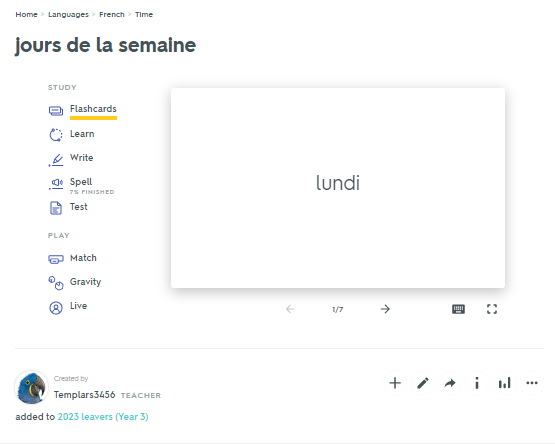 Home > Languages > French > Time
jours de la semaine
STUDY
Flashcards
Learn
Write
Spell
7% FINISHED
Test
PLAY
Match
Gravity
Live
lundi
1/7
Created by
Templars3456 TEACHER
added to 2023 leavers (Year 3)